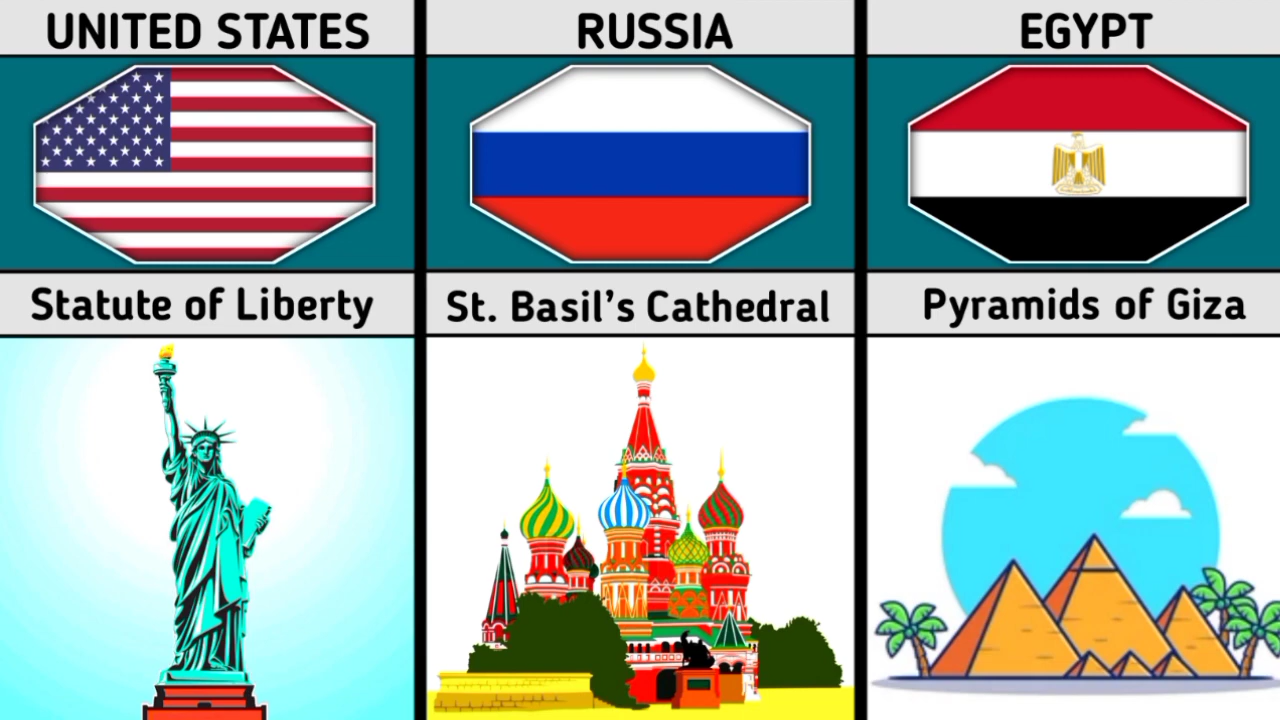 UNITED STATES
RUSSIA
EGYPT
Statute of Liberty
St. Basil's Cathedral
Pyramids of Giza